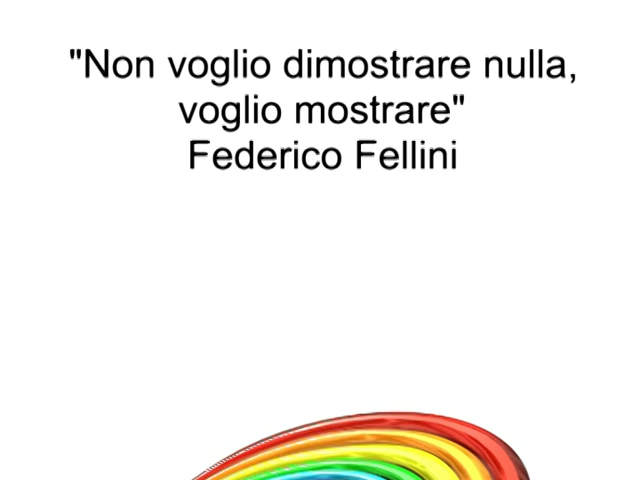 "Non voglio dimostrare nulla,
voglio mostrare"
Federico Fellini